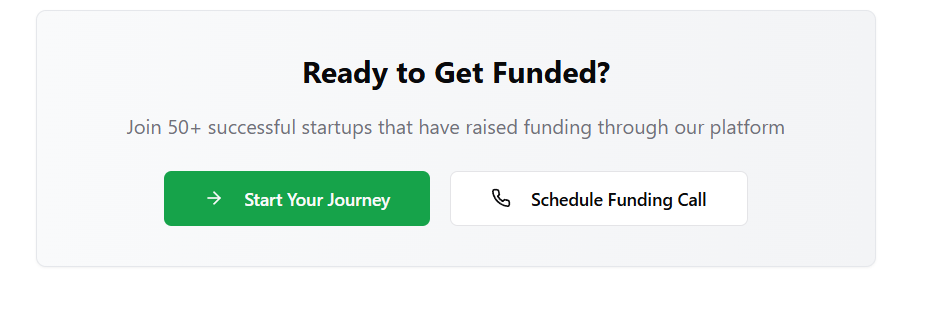 Ready to Get Funded?
Join 50+ successful startups that have raised funding through our platform
Start Your Journey
Schedule Funding Call